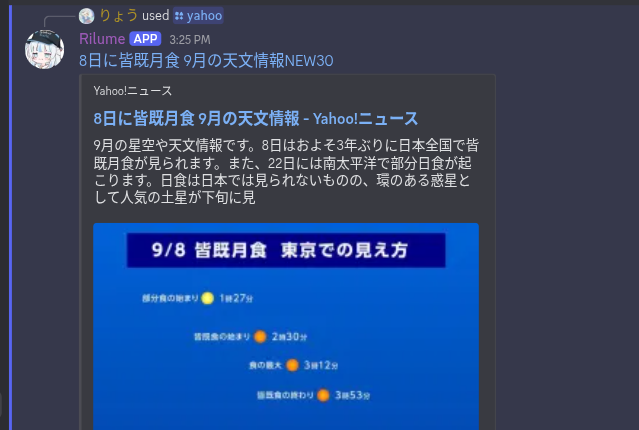 りょう used yahoo
Rilume APP 3:25 PM
8日に皆既月食 9月の天文情報NEW30
Yahoo!ニュース
8日に皆既月食 9月の天文情報 - Yahoo!ニュース
9月の星空や天文情報です。8日はおよそ3年ぶりに日本全国で皆
既月食が見られます。また、22日には南太平洋で部分日食が起
こります。日食は日本では見られないものの、環のある惑星と
して人気の土星が下旬に見
9/8 皆既月食 東京での見え方
部分食の始まり 1時27分
皆既食の始まり 2時30分
食の最大 3時12分
皆既食の終わり 3時53分